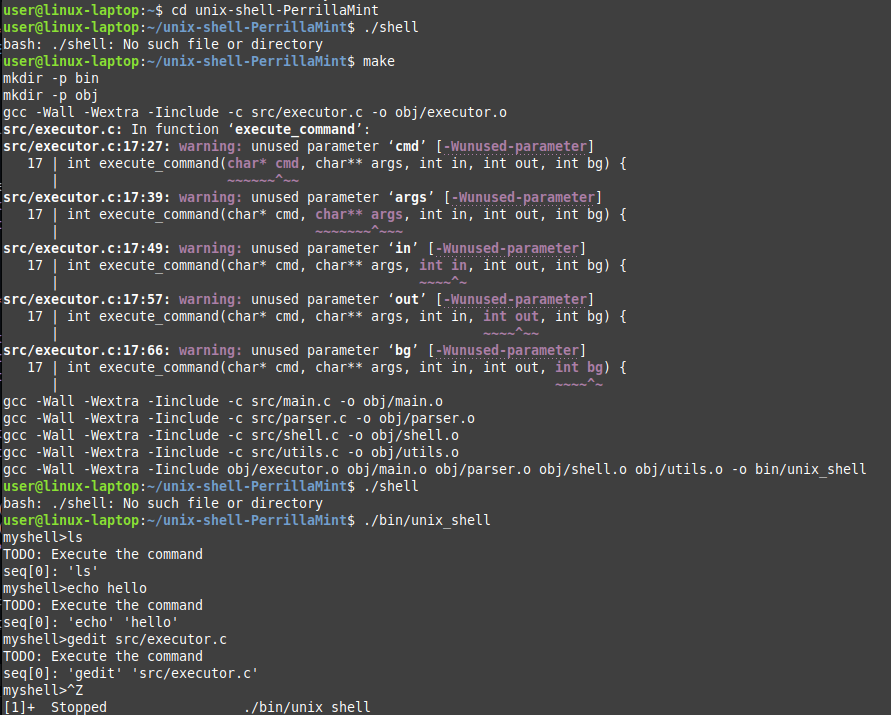 user@linux-laptop:~$ cd unix-shell-PerrillaMint
user@linux-laptop:~/unix-shell-PerrillaMint$ ./shell
bash: ./shell: No such file or directory
user@linux-laptop:~/unix-shell-PerrillaMint$ make
mkdir -p bin
mkdir -p obj
gcc -Wall -Wextra -Iinclude -c src/executor.c -o obj/executor.o
src/executor.c: In function ‘execute_command’:
src/executor.c:17:27: warning: unused parameter ‘cmd’ [-Wunused-parameter]
   17 | int execute_command(char* cmd, char** args, int in, int out, int bg) {
      |                     ~~~~~~^~~
src/executor.c:17:39: warning: unused parameter ‘args’ [-Wunused-parameter]
   17 | int execute_command(char* cmd, char** args, int in, int out, int bg) {
      |                                ~~~~~~~^~~~
src/executor.c:17:49: warning: unused parameter ‘in’ [-Wunused-parameter]
   17 | int execute_command(char* cmd, char** args, int in, int out, int bg) {
      |                                             ~~~~^~
src/executor.c:17:57: warning: unused parameter ‘out’ [-Wunused-parameter]
   17 | int execute_command(char* cmd, char** args, int in, int out, int bg) {
      |                                                     ~~~~^~~
src/executor.c:17:66: warning: unused parameter ‘bg’ [-Wunused-parameter]
   17 | int execute_command(char* cmd, char** args, int in, int out, int bg) {
      |                                                              ~~~~^~
gcc -Wall -Wextra -Iinclude -c src/main.c -o obj/main.o
gcc -Wall -Wextra -Iinclude -c src/parser.c -o obj/parser.o
gcc -Wall -Wextra -Iinclude -c src/shell.c -o obj/shell.o
gcc -Wall -Wextra -Iinclude -c src/utils.c -o obj/utils.o
gcc -Wall -Wextra -Iinclude obj/executor.o obj/main.o obj/parser.o obj/shell.o obj/utils.o -o bin/unix_shell
user@linux-laptop:~/unix-shell-PerrillaMint$ ./shell
bash: ./shell: No such file or directory
user@linux-laptop:~/unix-shell-PerrillaMint$ ./bin/unix_shell
myshell>ls
TODO: Execute the command
seq[0]: 'ls'
myshell>echo hello
TODO: Execute the command
seq[0]: 'echo' 'hello'
myshell>gedit src/executor.c
TODO: Execute the command
seq[0]: 'gedit' 'src/executor.c'
myshell>^Z
[1]+  Stopped                 ./bin/unix_shell